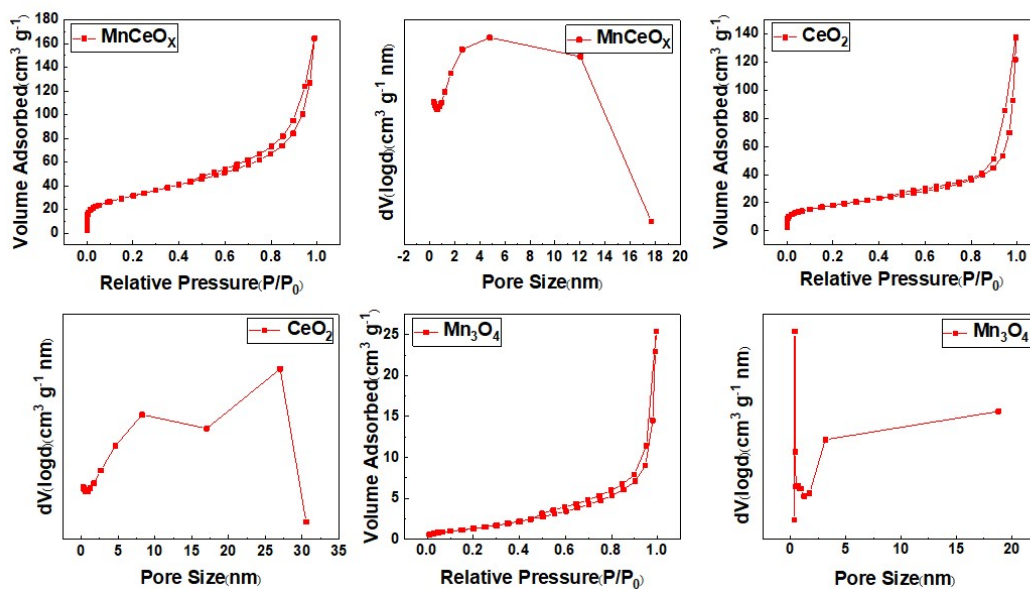 180
160
140
120
100
80
60
40
20
0
Volume Adsorbed(cm³ g⁻¹)
MnCeOₓ
0.0 0.2 0.4 0.6 0.8 1.0
Relative Pressure(P/P₀)
dV(logd)(cm³ g⁻¹ nm)
MnCeOₓ
-2 0 2 4 6 8 10 12 14 16 18 20
Pore Size(nm)
140
120
100
80
60
40
20
0
Volume Adsorbed(cm³ g⁻¹)
CeO₂
0.0 0.2 0.4 0.6 0.8 1.0
Relative Pressure(P/P₀)
dV(logd)(cm³ g⁻¹ nm)
CeO₂
0 5 10 15 20 25 30 35
Pore Size(nm)
25
20
15
10
5
0
Volume Adsorbed(cm³ g⁻¹)
Mn₃O₄
0.0 0.2 0.4 0.6 0.8 1.0
Relative Pressure(P/P₀)
dV(logd)(cm³ g⁻¹ nm)
Mn₃O₄
0 5 10 15 20
Pore Size(nm)